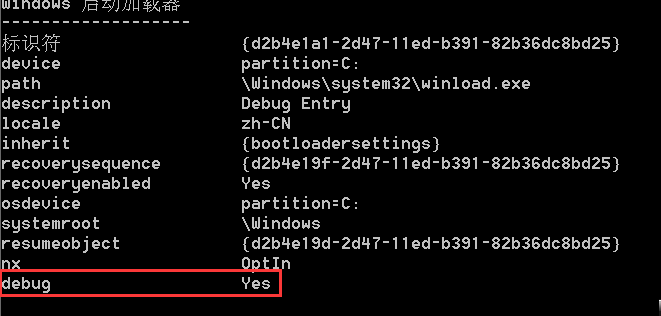 Windows 启动加载器
-------------------
标识符 {d2b4e1a1-2d47-11ed-b391-82b36dc8bd25}
device partition=C:
path \Windows\system32\winload.exe
description Debug Entry
locale zh-CN
inherit {bootloadersettings}
recoverysequence {d2b4e19f-2d47-11ed-b391-82b36dc8bd25}
recoveryenabled Yes
osdevice partition=C:
systemroot \Windows
resumeobject {d2b4e19d-2d47-11ed-b391-82b36dc8bd25}
nx OptIn
debug Yes